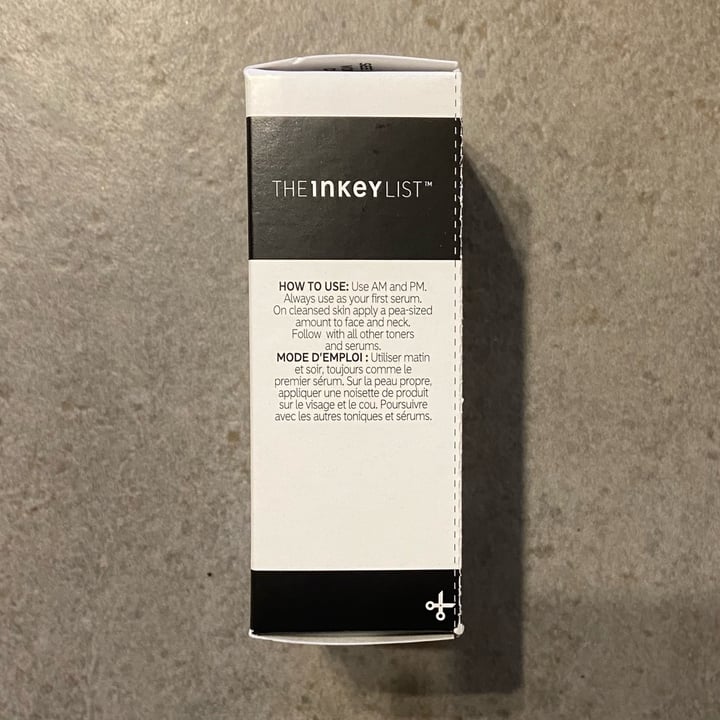 THE INKEY LIST™
HOW TO USE: Use AM and PM.
Always use as your first serum.
On cleansed skin apply a pea-sized
amount to face and neck.
Follow with all other toners
and serums.
MODE D'EMPLOI : Utiliser matin
et soir, toujours comme le
premier sérum. Sur la peau propre,
appliquer une noisette de produit
sur le visage et le cou. Poursuivre
avec les autres toniques et sérums.